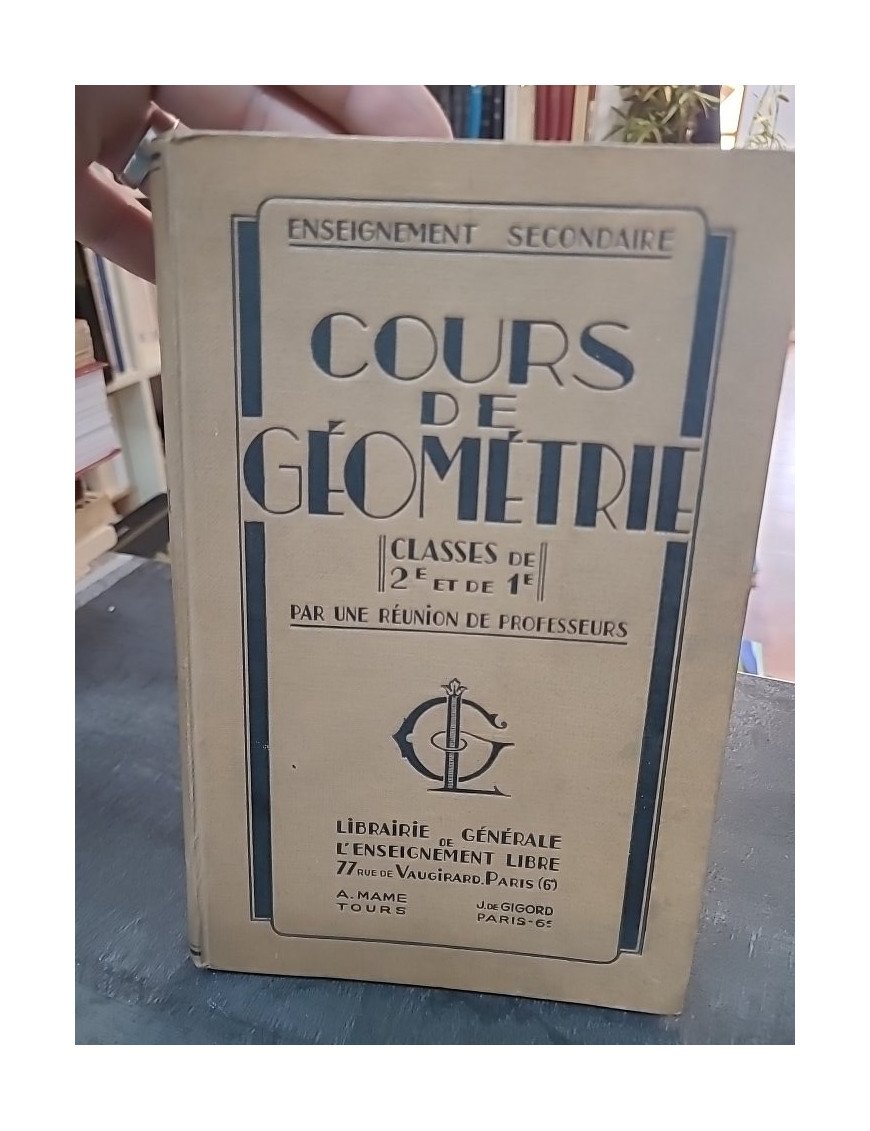 ENSEIGNEMENT SECONDAIRE
COURS
DE
GÉOMÉTRIE
CLASSES DE
2E ET DE 1E
PAR UNE RÉUNION DE PROFESSEURS
LIBRAIRIE DE GÉNÉRALE
L'ENSEIGNEMENT LIBRE
77 RUE DE VAUGIRARD. PARIS (6e)
A. MAME
TOURS
J. DE GIGORD
PARIS-6e